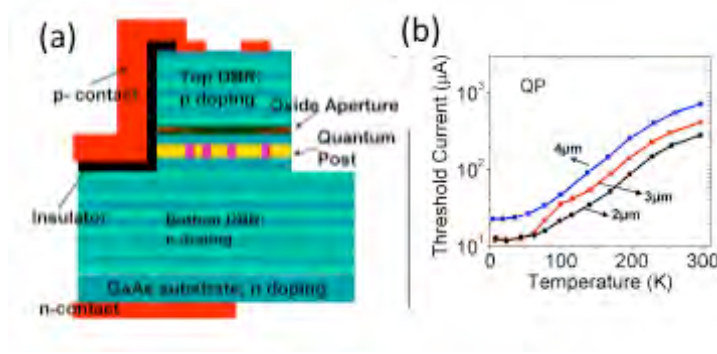 (a)
Top DBR:
p doping
p- contact
Oxide Aperture
Quantum
Post
Insulator
Bottom DBR:
n doping
GaAs substrate, n doping
n-contact
(b)
Threshold Current (μA)
QP
10³
10²
10¹
4μm
3μm
2μm
0 100 200 300
Temperature (K)